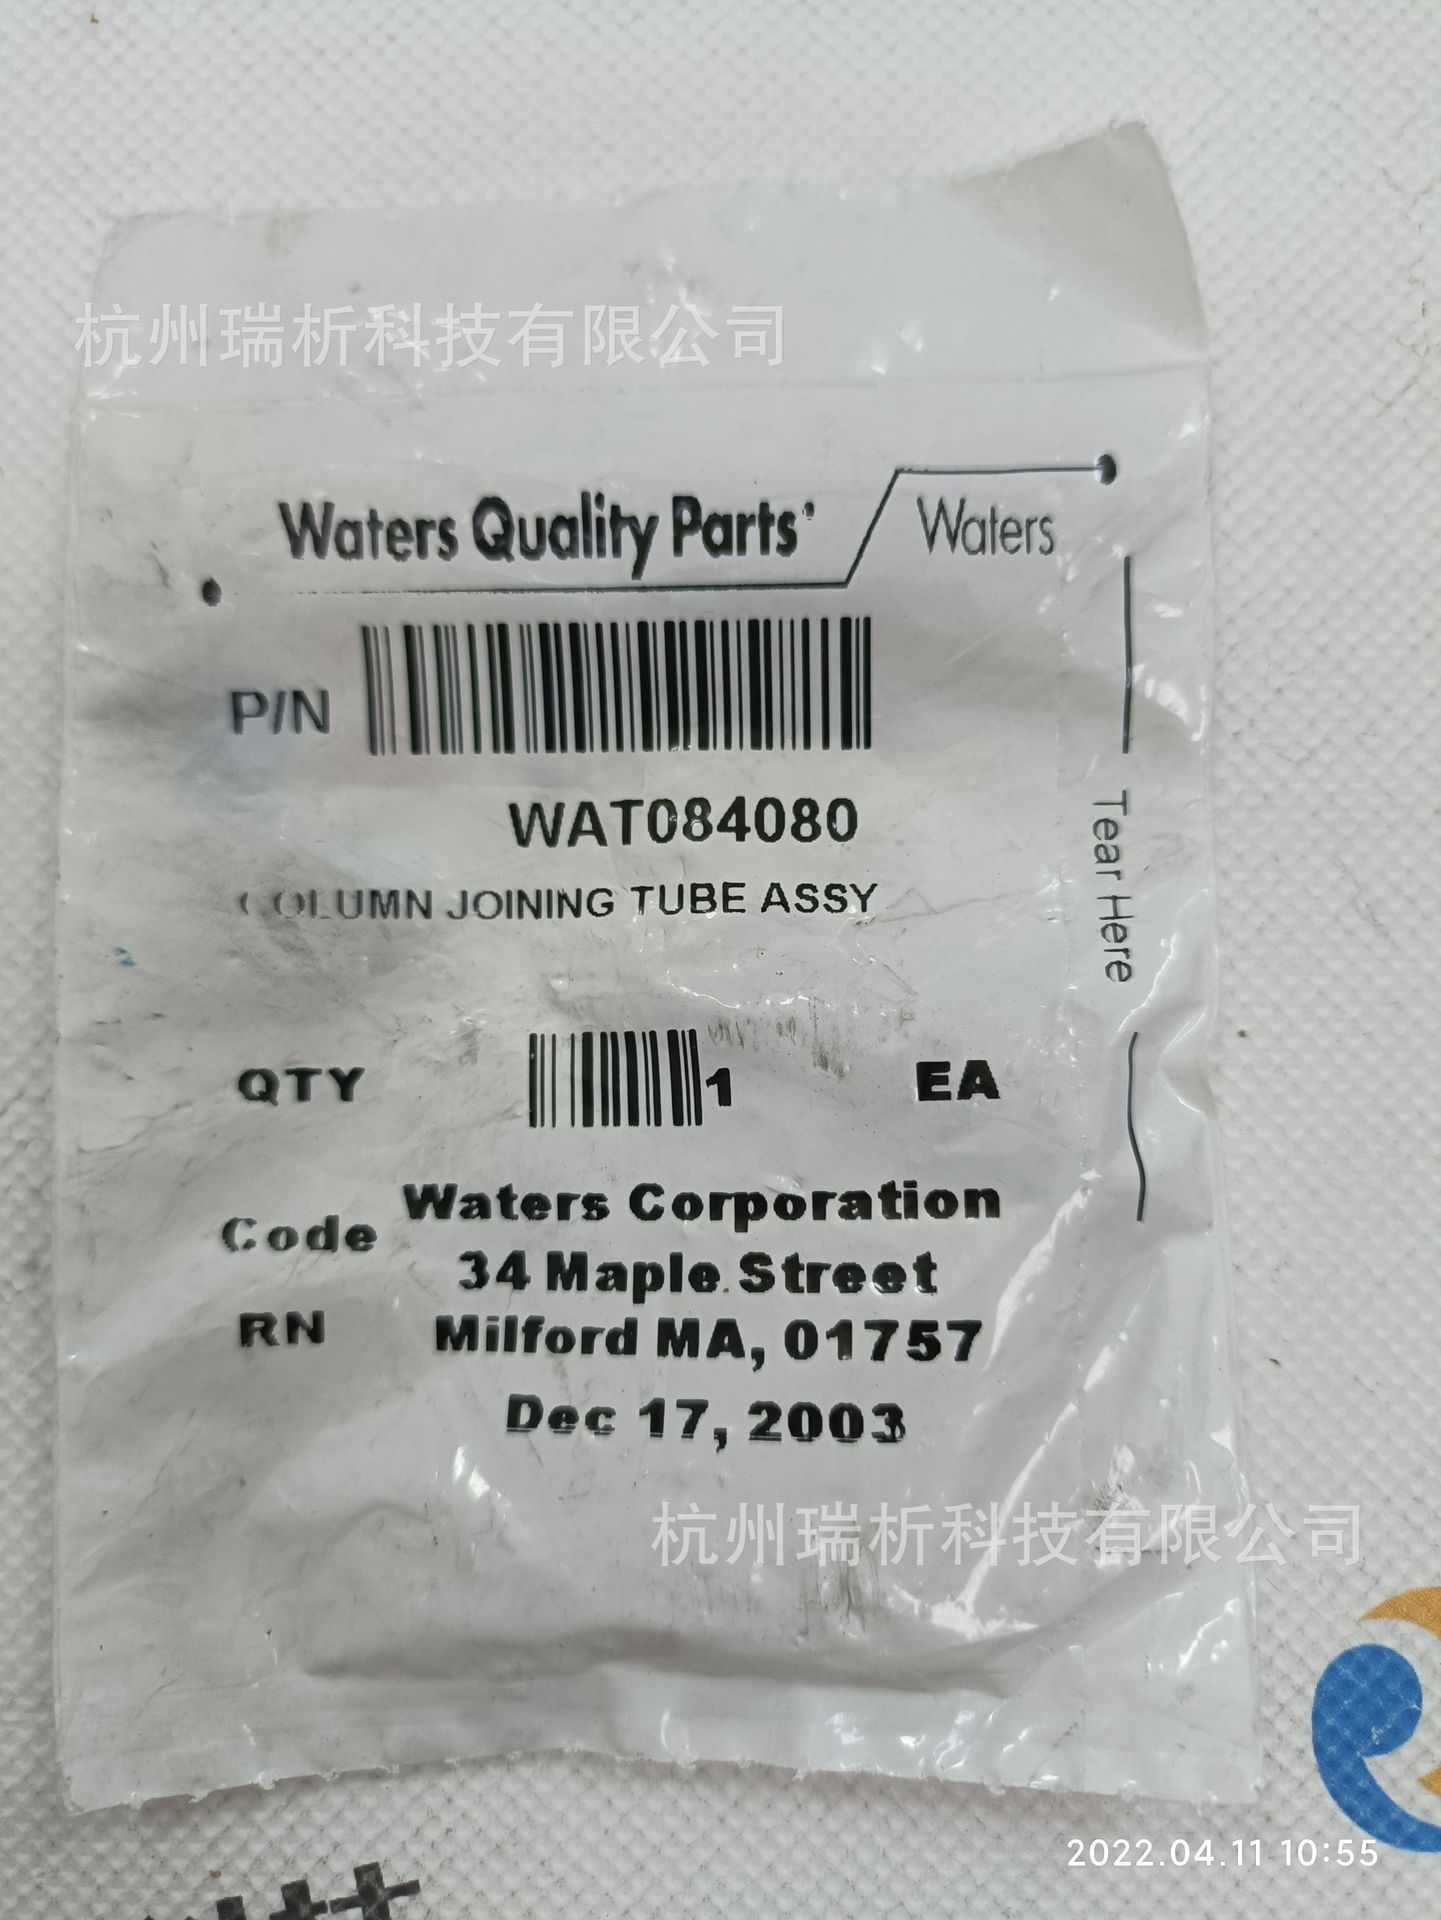 杭州瑞析科技有限公司
Waters Quality Parts
Waters
P/N
WAT084080
COLUMN JOINING TUBE ASSY
Tear Here
QTY
1
EA
Code
Waters Corporation
34 Maple Street
RN
Milford MA, 01757
Dec 17, 2003
杭州瑞析科技有限公司
2022.04.11 10:55